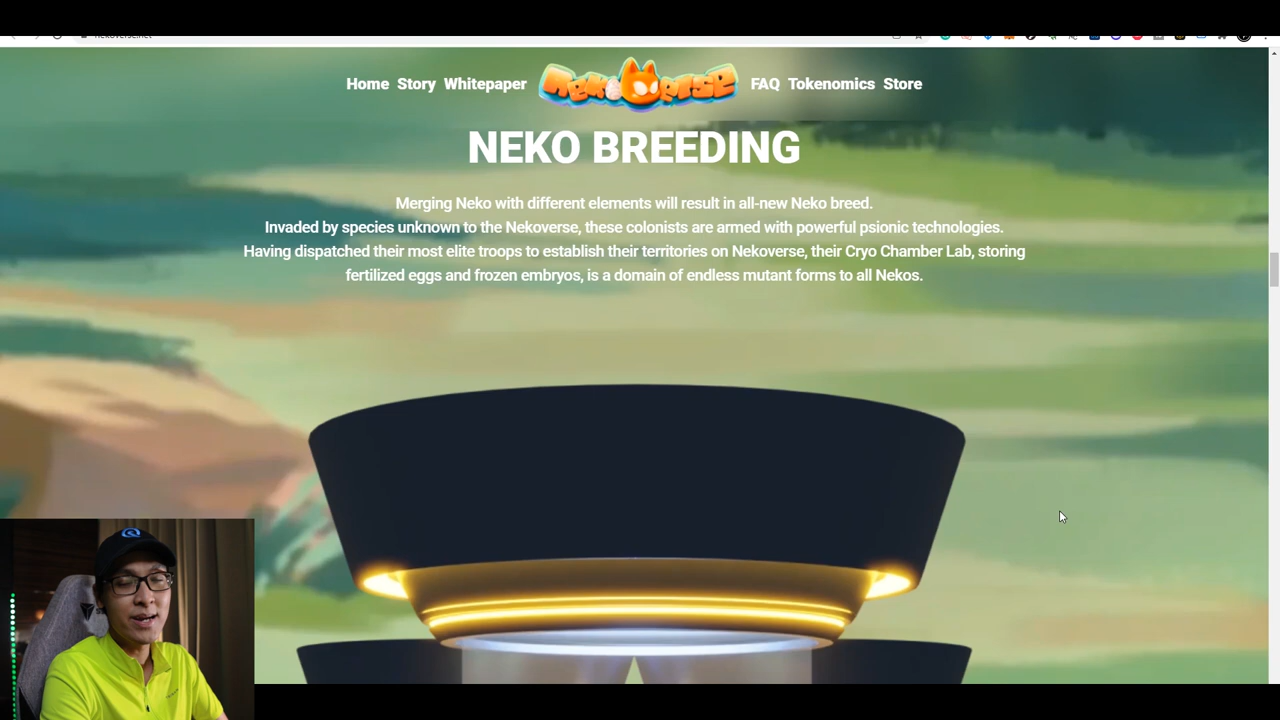 nekoverse.net
Home Story Whitepaper nekoverse FAQ Tokenomics Store
NEKO BREEDING
Merging Neko with different elements will result in all-new Neko breed.
Invaded by species unknown to the Nekoverse, these colonists are armed with powerful psionic technologies.
Having dispatched their most elite troops to establish their territories on Nekoverse, their Cryo Chamber Lab, storing
fertilized eggs and frozen embryos, is a domain of endless mutant forms to all Nekos.